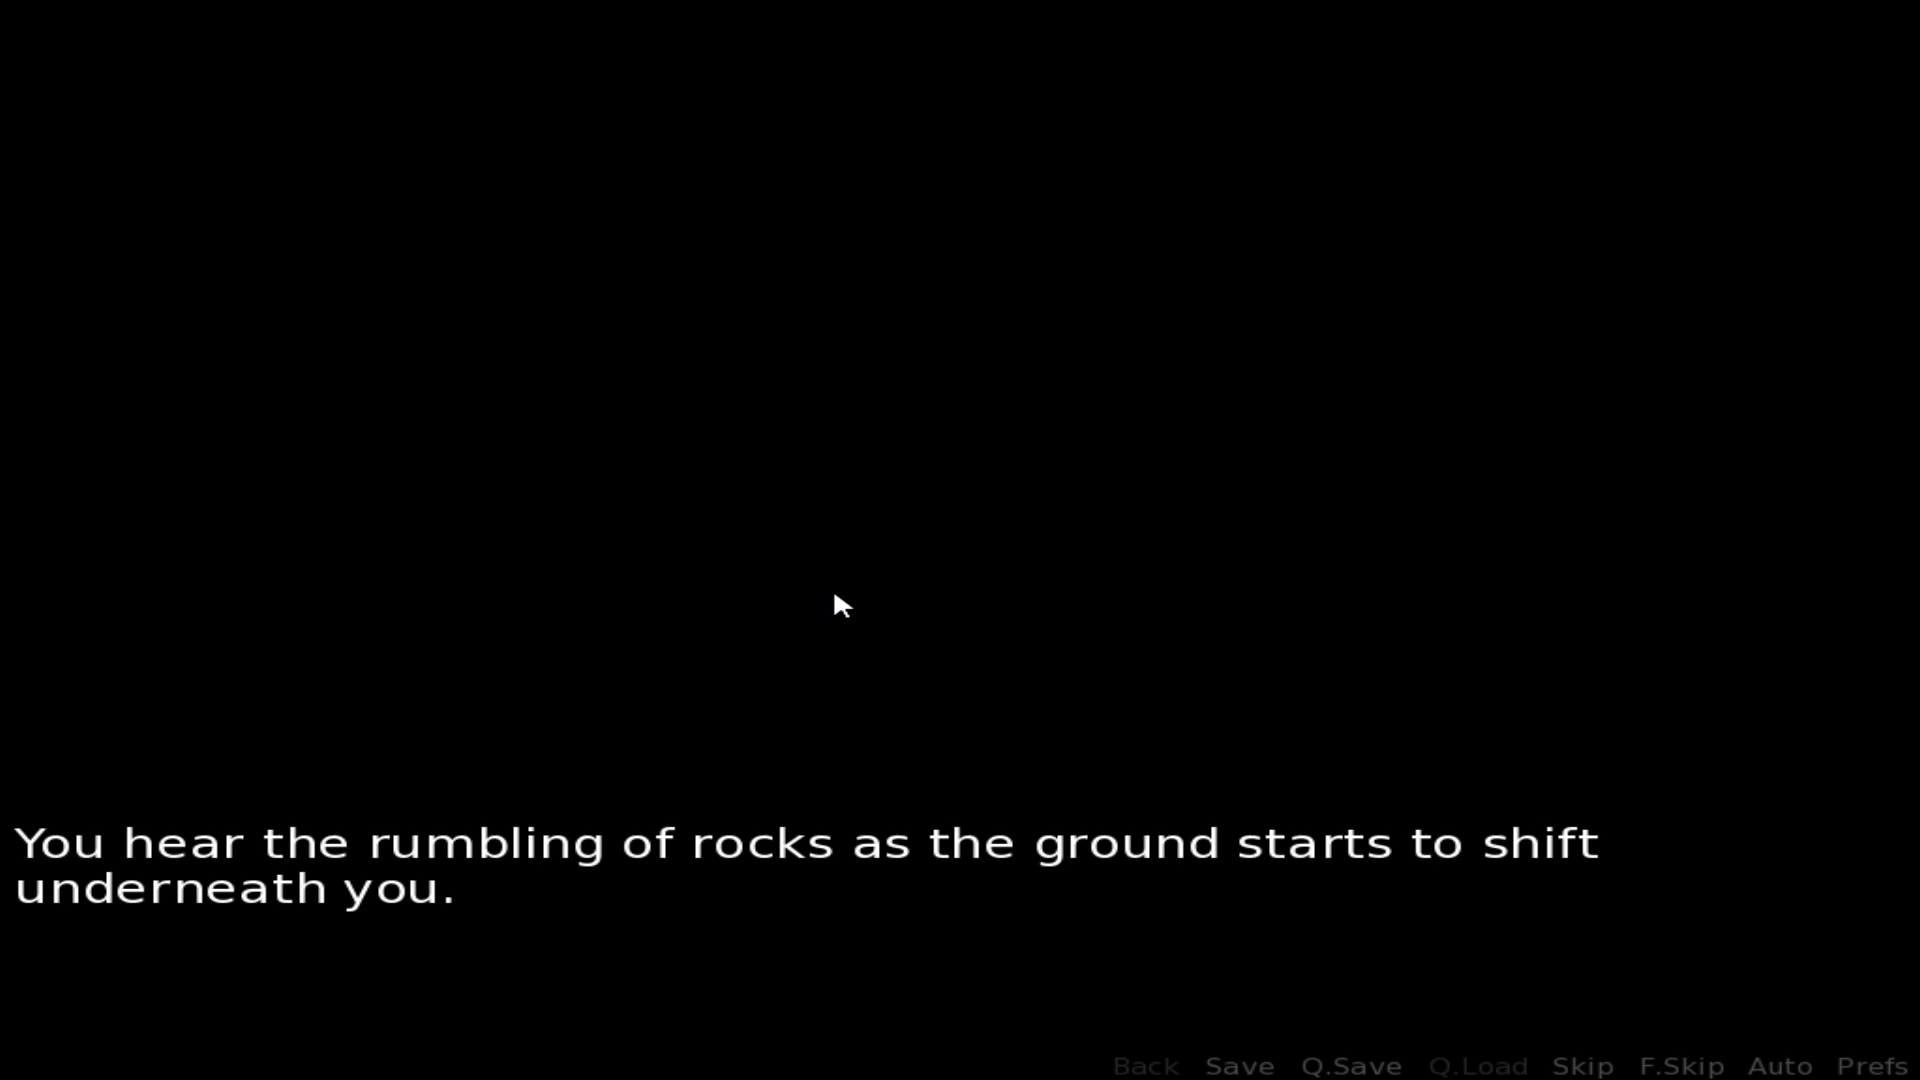 You hear the rumbling of rocks as the ground starts to shift
underneath you.
Back Save Q.Save Q.Load Skip F.Skip Auto Prefs